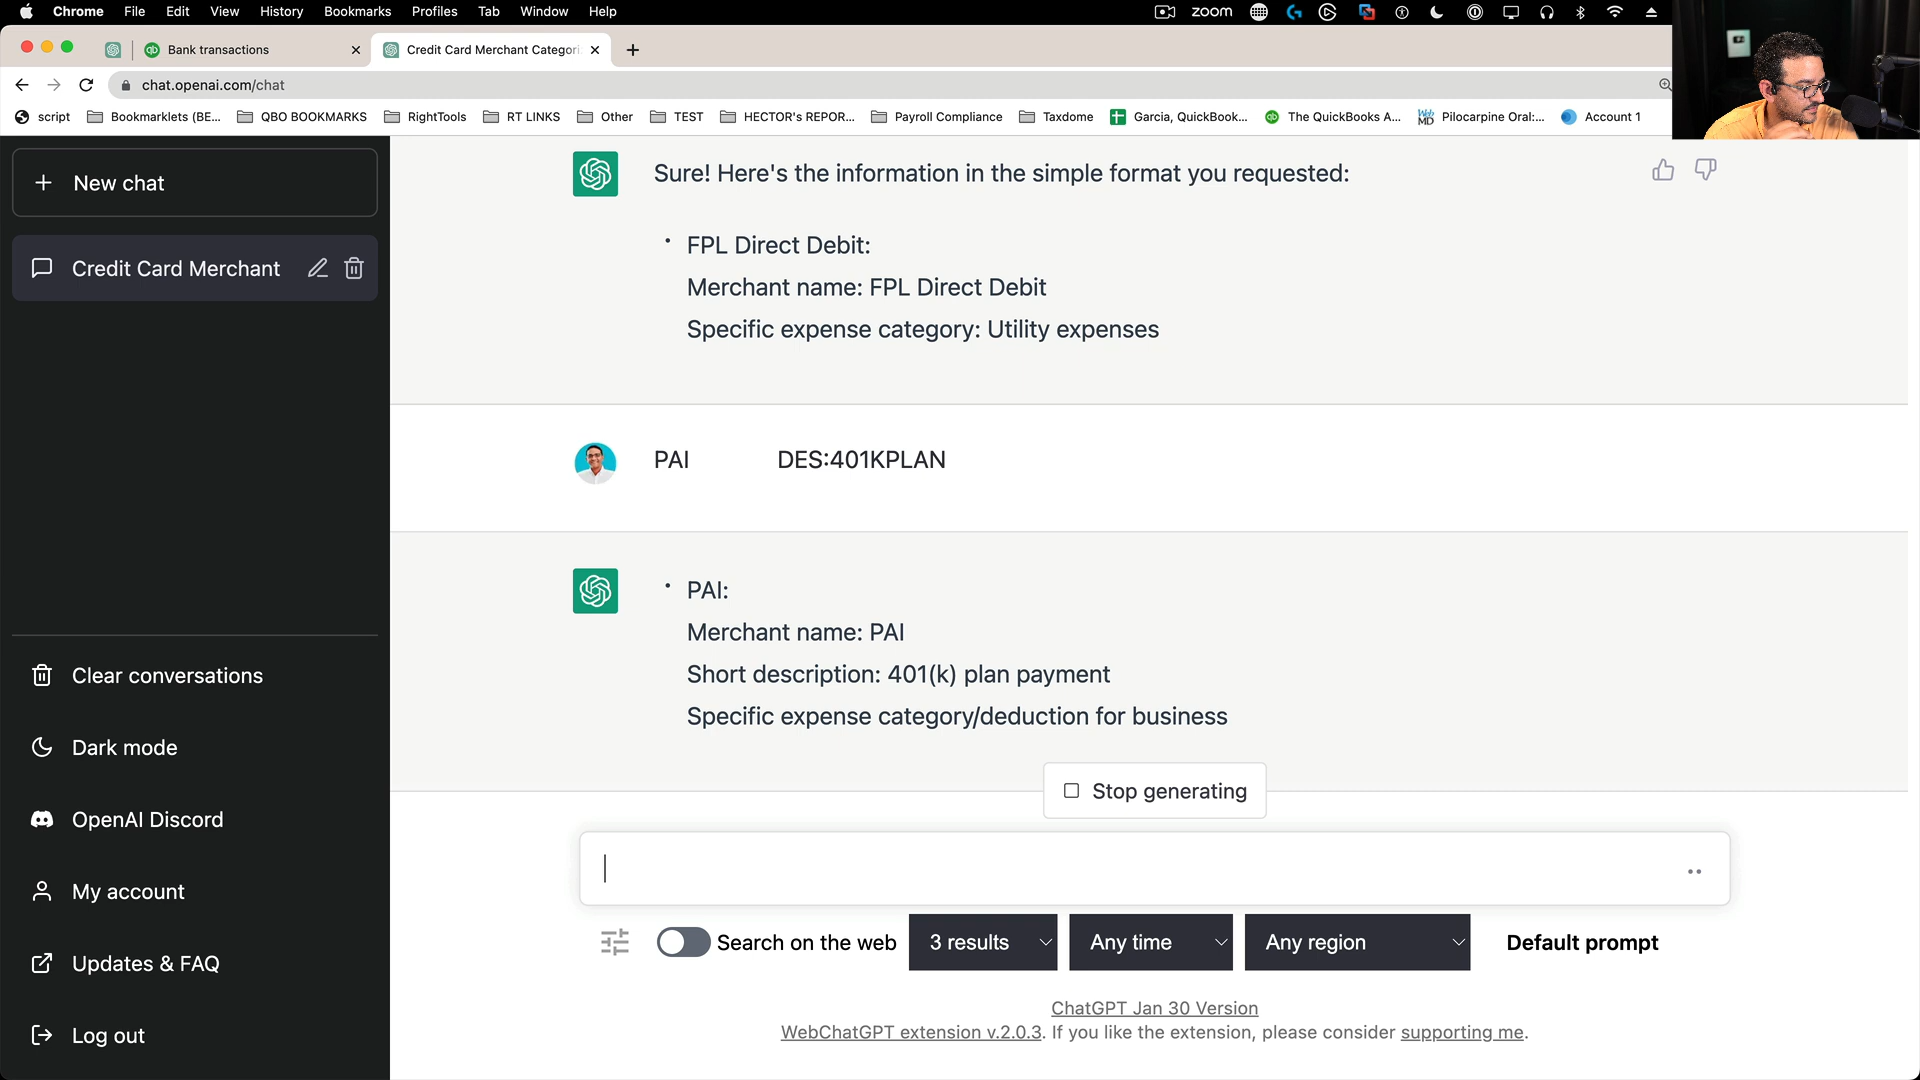 Chrome File Edit View History Bookmarks Profiles Tab Window Help
zoom
Bank transactions
Credit Card Merchant Categori
chat.openai.com/chat
script
Bookmarklets (BE...
QBO BOOKMARKS
RightTools
RT LINKS
Other
TEST
HECTOR's REPOR...
Payroll Compliance
Taxdome
Garcia, QuickBook...
The QuickBooks A...
Pilocarpine Oral:...
Account 1
New chat
Credit Card Merchant
Clear conversations
Dark mode
OpenAI Discord
My account
Updates & FAQ
Log out
Sure! Here's the information in the simple format you requested:
• FPL Direct Debit:
Merchant name: FPL Direct Debit
Specific expense category: Utility expenses
PAI DES:401KPLAN
• PAI:
Merchant name: PAI
Short description: 401(k) plan payment
Specific expense category/deduction for business
Stop generating
Search on the web
3 results
Any time
Any region
Default prompt
ChatGPT Jan 30 Version
WebChatGPT extension v.2.0.3. If you like the extension, please consider supporting me.